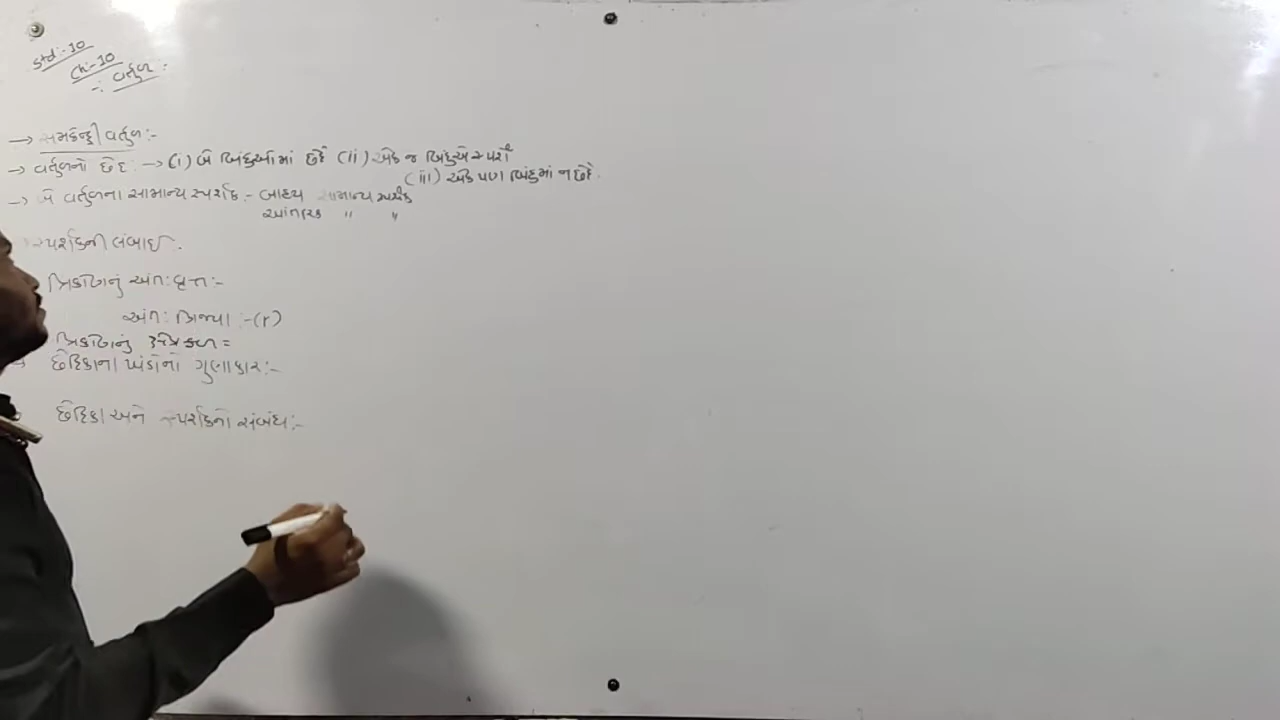 Std:-10
Ch-10
-: વર્તુળ :
→ સમકેન્દ્રી વર્તુળ:-
→ વર્તુળનો છેદ: → (i) બે બિંદુઓમાં છેદે (ii) એક જ બિંદુએ સ્પર્શે
(iii) એક પણ બિંદુમાં ન છેદે.
→ બે વર્તુળના સામાન્ય સ્પર્શક:- બાહ્ય સામાન્ય સ્પર્શક
આંતરિક " "
સ્પર્શકની લંબાઈ:
ત્રિકોણનું અંત:વૃત્ત:-
અંત: ત્રિજ્યા :-(r)
ત્રિકોણનું ક્ષેત્રફળ =
છેદિકાના ખંડોનો ગુણાકાર:-
છેદિકા અને સ્પર્શકનો સંબંધ:-